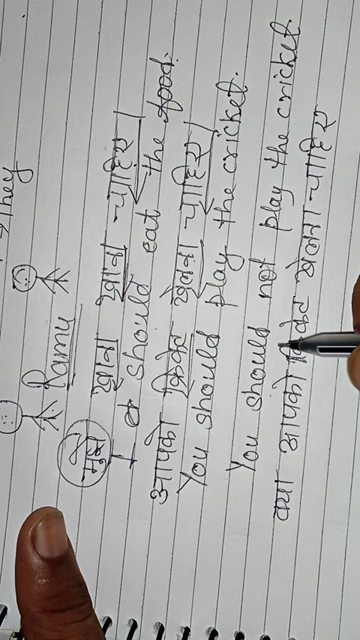 they
Ramu
मुझे खाना खाना चाहिए।
I should eat the food.
आपको क्रिकेट खेलना चाहिए।
You should play the cricket.
You should not play the cricket.
क्या आपको क्रिकेट खेलना चाहिए